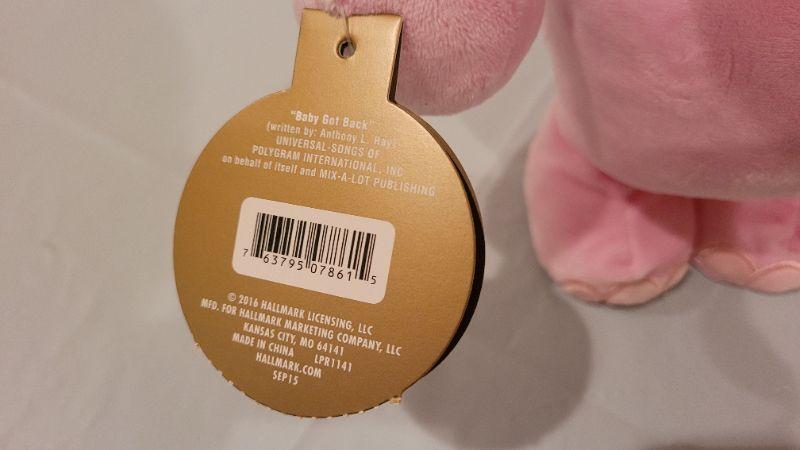 "Baby Got Back"
(written by: Anthony L. Ray)
UNIVERSAL-SONGS OF
POLYGRAM INTERNATIONAL, INC
on behalf of itself and MIX-A-LOT PUBLISHING
7 63795 07861 5
© 2016 HALLMARK LICENSING, LLC
MFD. FOR HALLMARK MARKETING COMPANY, LLC
KANSAS CITY, MO 64141
MADE IN CHINA LPR1141
HALLMARK.COM
SEP15